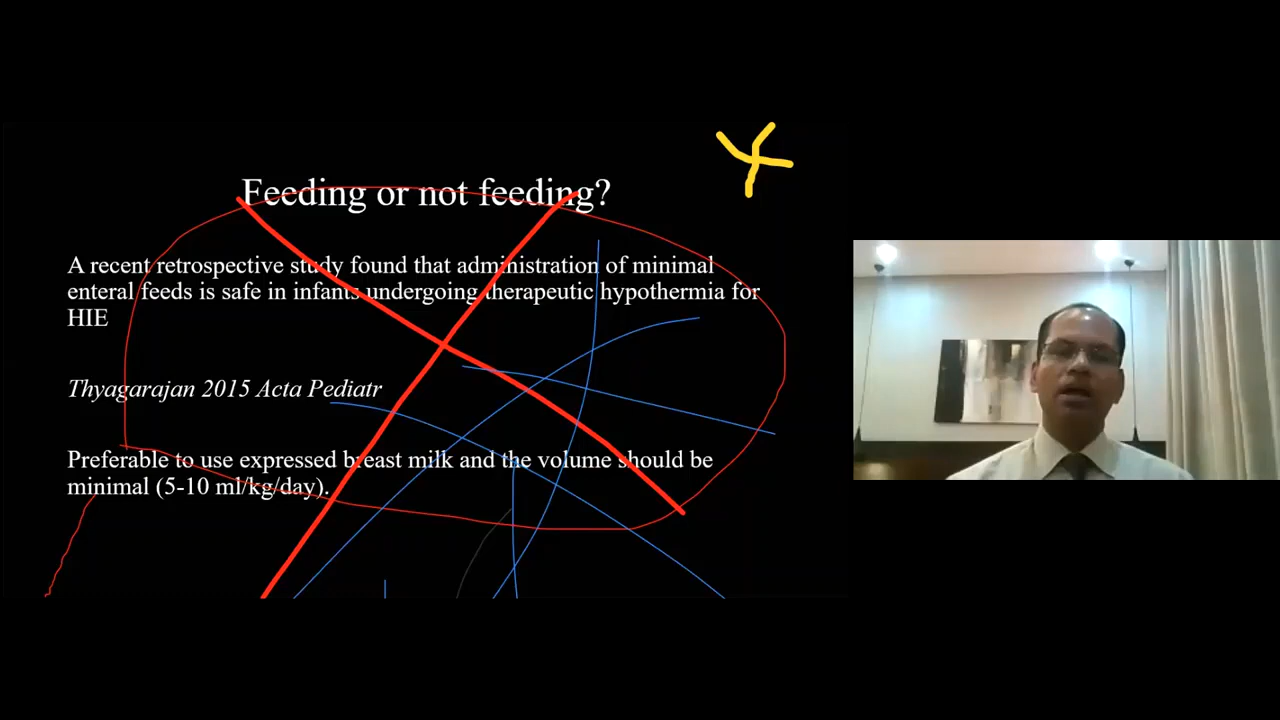 Feeding or not feeding?
A recent retrospective study found that administration of minimal
enteral feeds is safe in infants undergoing therapeutic hypothermia for
HIE
Thyagarajan 2015 Acta Pediatr
Preferable to use expressed breast milk and the volume should be
minimal (5-10 ml/kg/day).